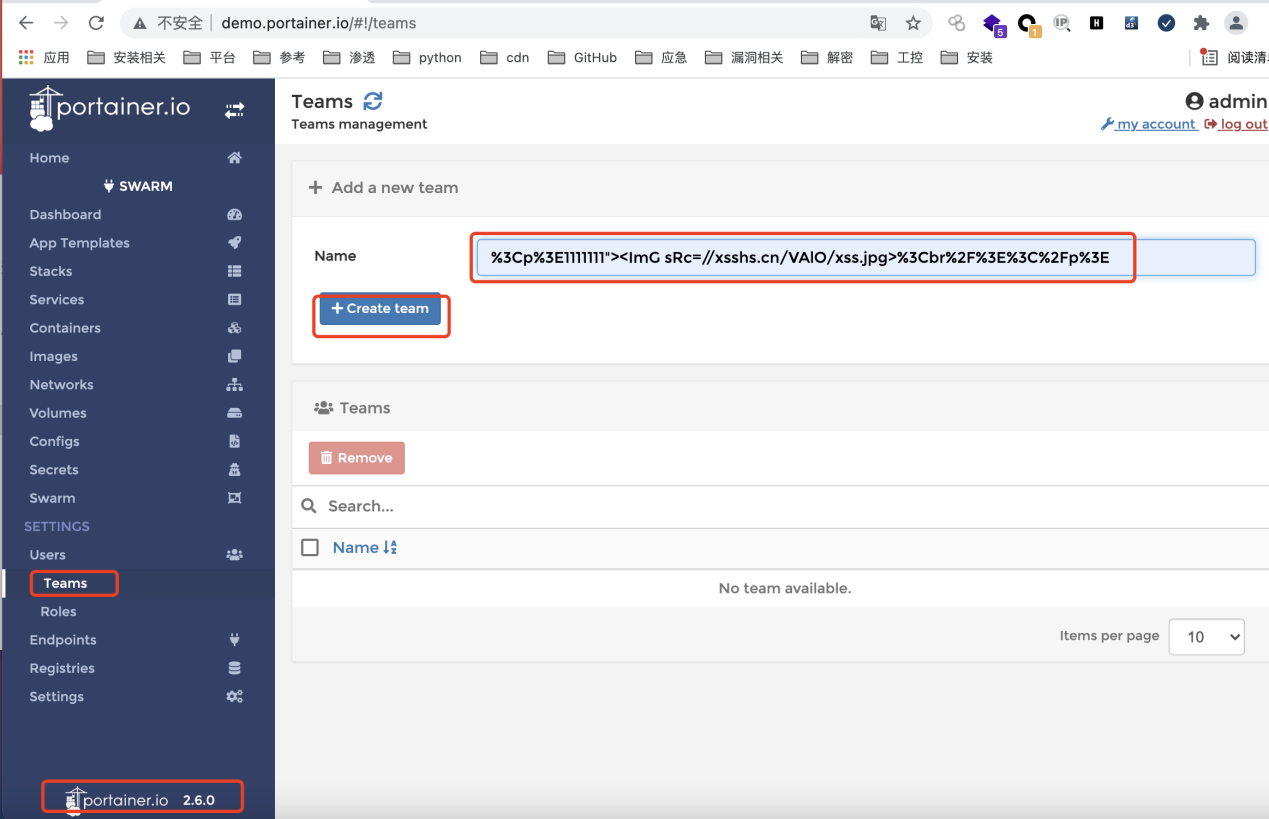 不安全 demo.portainer.io/#!/teams
应用 安装相关 平台 参考 渗透 python cdn GitHub 应急 漏洞相关 解密 工控 安装 阅读清
portainer.io
Teams
admin
Teams management
my account log out
Home
SWARM
Dashboard
App Templates
Stacks
Services
Containers
Images
Networks
Volumes
Configs
Secrets
Swarm
SETTINGS
Users
Teams
Roles
Endpoints
Registries
Settings
portainer.io 2.6.0
Add a new team
Name %3Cp%3E1111111"><ImG sRc=//xsshs.cn/VAlO/xss.jpg>%3Cbr%2F%3E%3C%2Fp%3E
+ Create team
Teams
Remove
Search...
Name
No team available.
Items per page 10